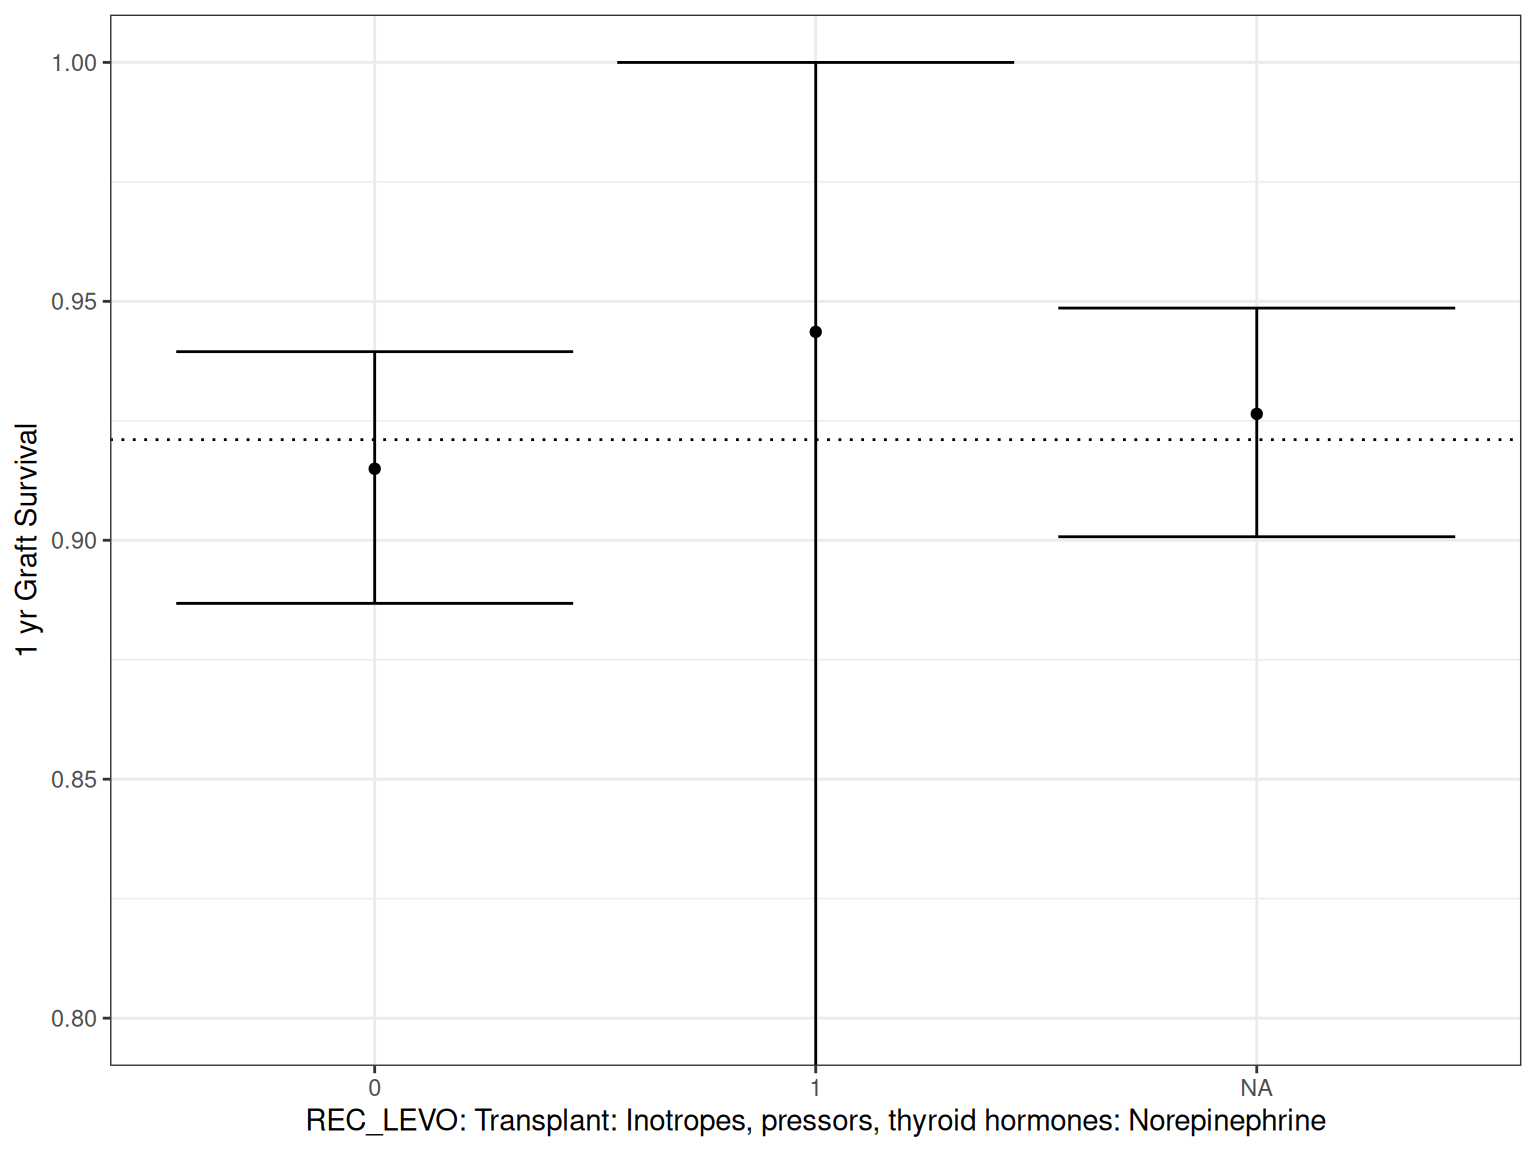 1.00
0.95
0.90
0.85
0.80
1 yr Graft Survival
0
1
NA
REC_LEVO: Transplant: Inotropes, pressors, thyroid hormones: Norepinephrine